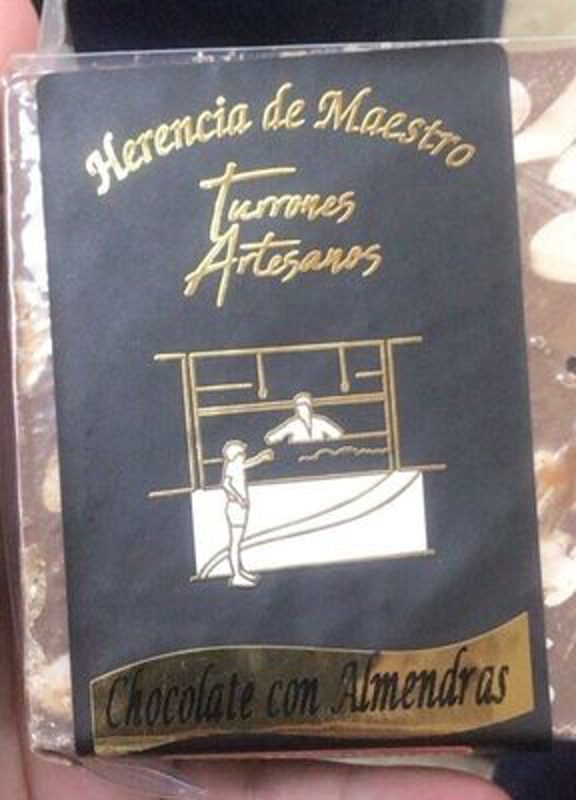 Herencia de Maestro
Turrones
Artesanos
Chocolate con Almendras